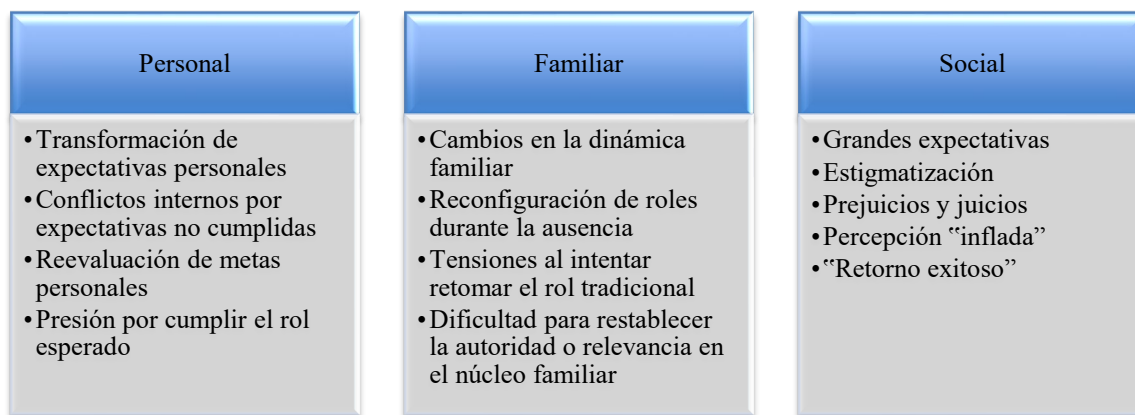 Personal
•Transformación de
expectativas personales
•Conflictos internos por
expectativas no cumplidas
•Reevaluación de metas
personales
•Presión por cumplir el rol
esperado
Familiar
•Cambios en la dinámica
familiar
•Reconfiguración de roles
durante la ausencia
•Tensiones al intentar
retomar el rol tradicional
•Dificultad para restablecer
la autoridad o relevancia en
el núcleo familiar
Social
•Grandes expectativas
•Estigmatización
•Prejuicios y juicios
•Percepción “inflada”
•“Retorno exitoso”